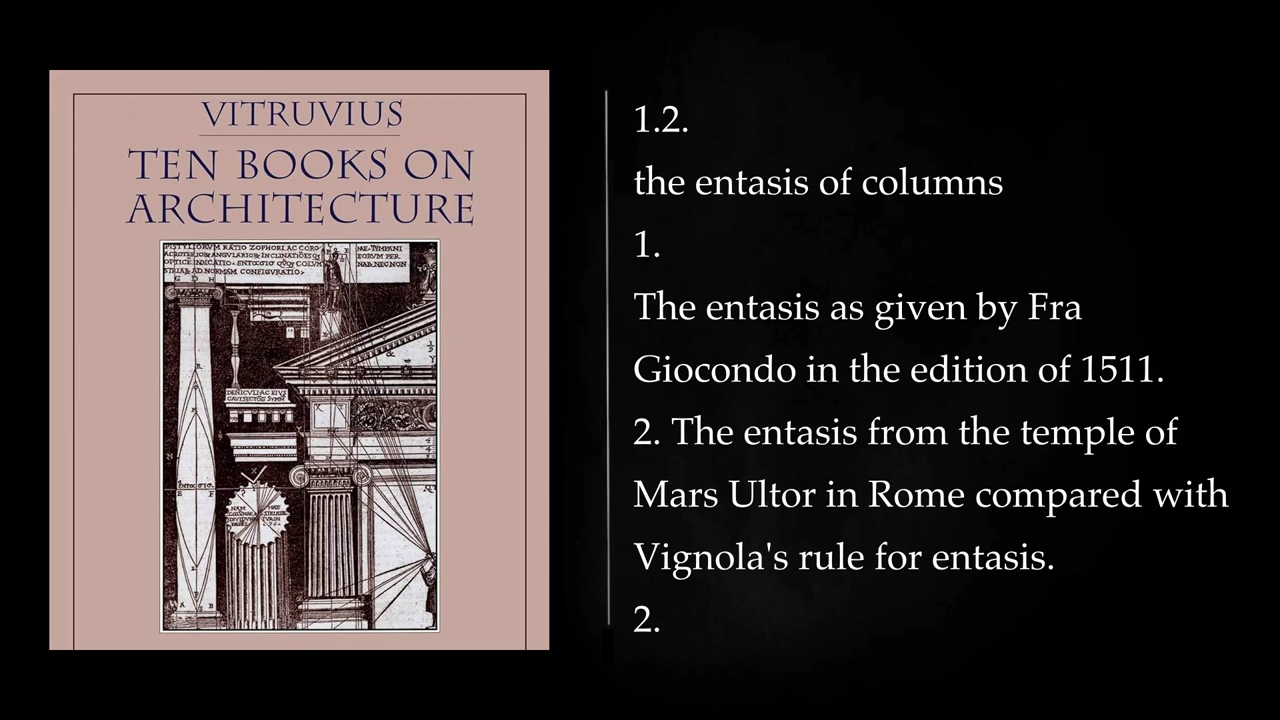 VITRUVIUS
TEN BOOKS ON
ARCHITECTURE
1.2.
the entasis of columns
1.
The entasis as given by Fra
Giocondo in the edition of 1511.
2. The entasis from the temple of
Mars Ultor in Rome compared with
Vignola's rule for entasis.
2.